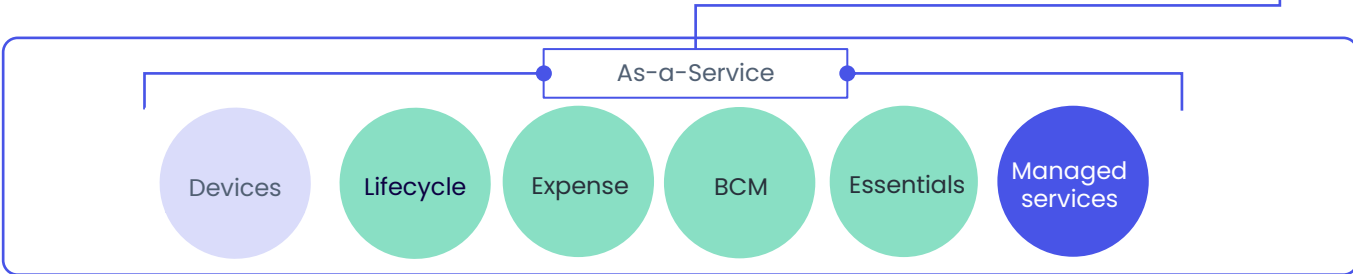 As-a-Service
Devices
Lifecycle
Expense
BCM
Essentials
Managed
services